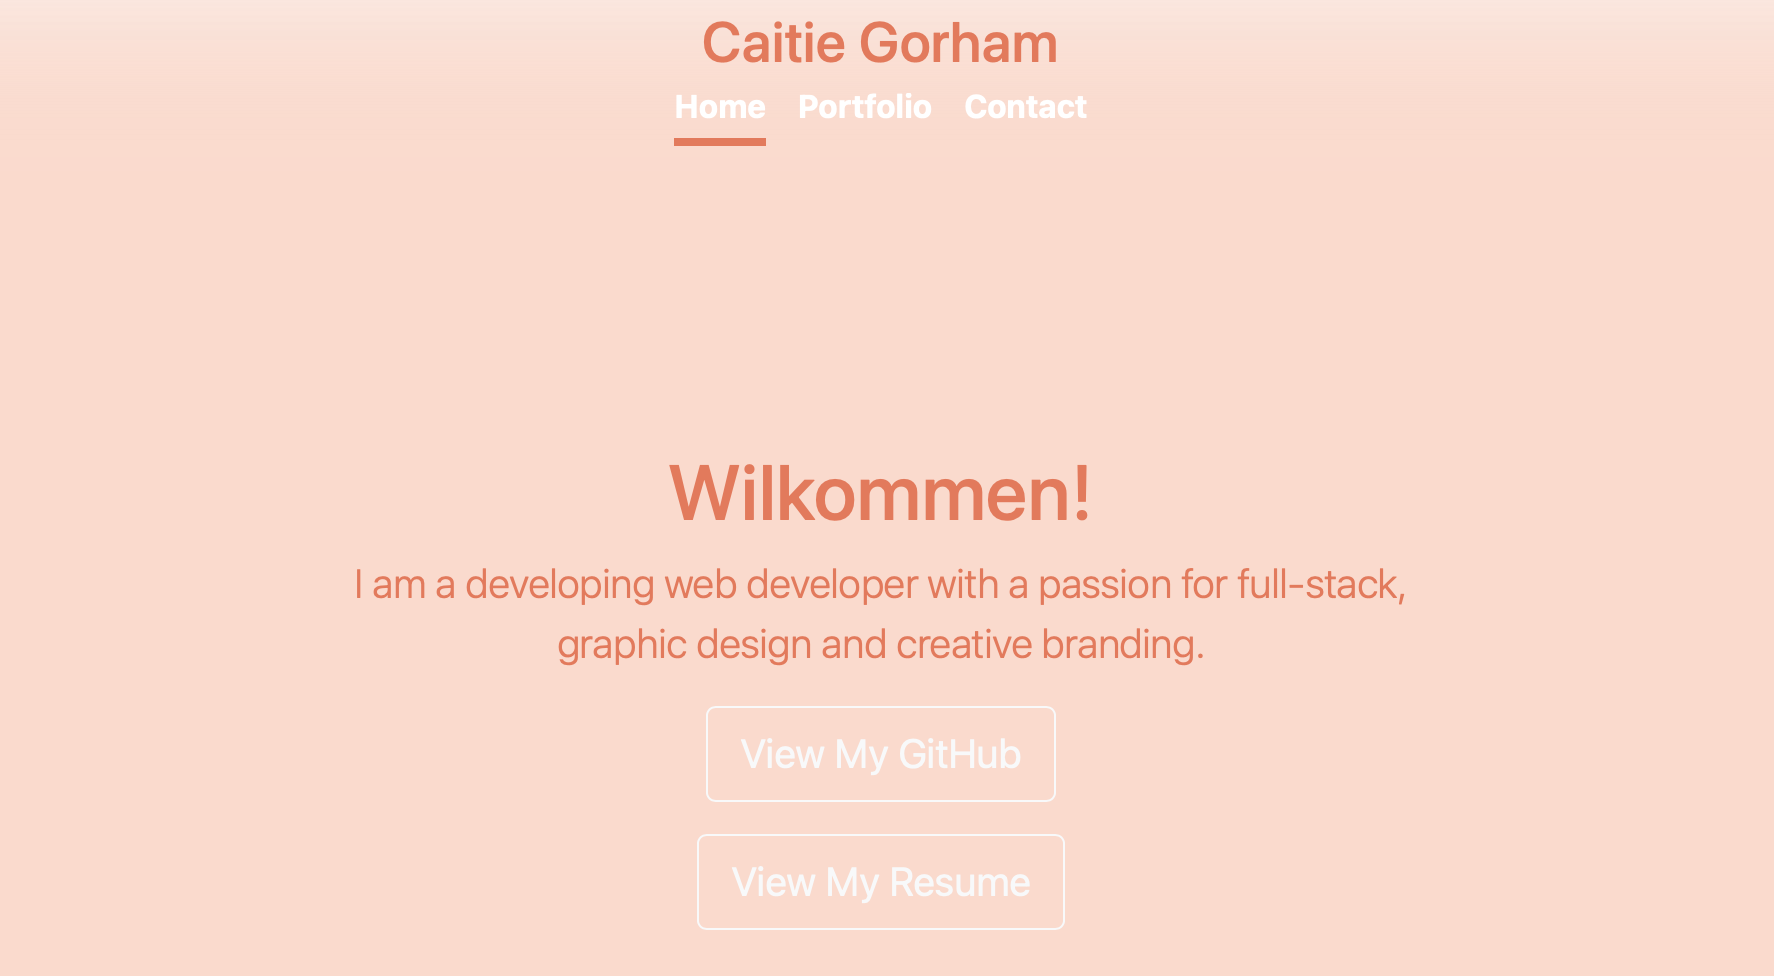 Caitie Gorham
Home Portfolio Contact
Wilkommen!
I am a developing web developer with a passion for full-stack,
graphic design and creative branding.
View My GitHub
View My Resume